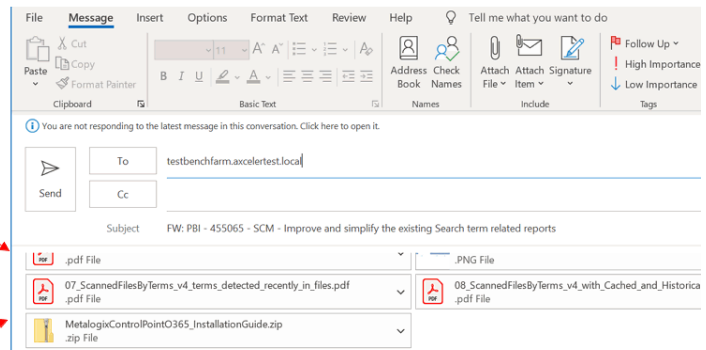 File Message Insert Options Format Text Review Help Tell me what you want to do
Cut
Copy
Format Painter
Paste
Clipboard
11
B I U A
Basic Text
Address Book
Check Names
Names
Attach File
Attach Item
Signature
Include
Follow Up
High Importance
Low Importance
Tags
You are not responding to the latest message in this conversation. Click here to open it.
Send
To testbenchfarm.axcelertest.local
Cc
Subject FW: PBI - 455065 - SCM - Improve and simplify the existing Search term related reports
PDF .pdf File
.PNG File
PDF 07_ScannedFilesByTerms_v4_terms_detected_recently_in_files.pdf
.pdf File
PDF 08_ScannedFilesByTerms_v4_with_Cached_and_Historica
.pdf File
MetalogixControlPointO365_InstallationGuide.zip
.zip File